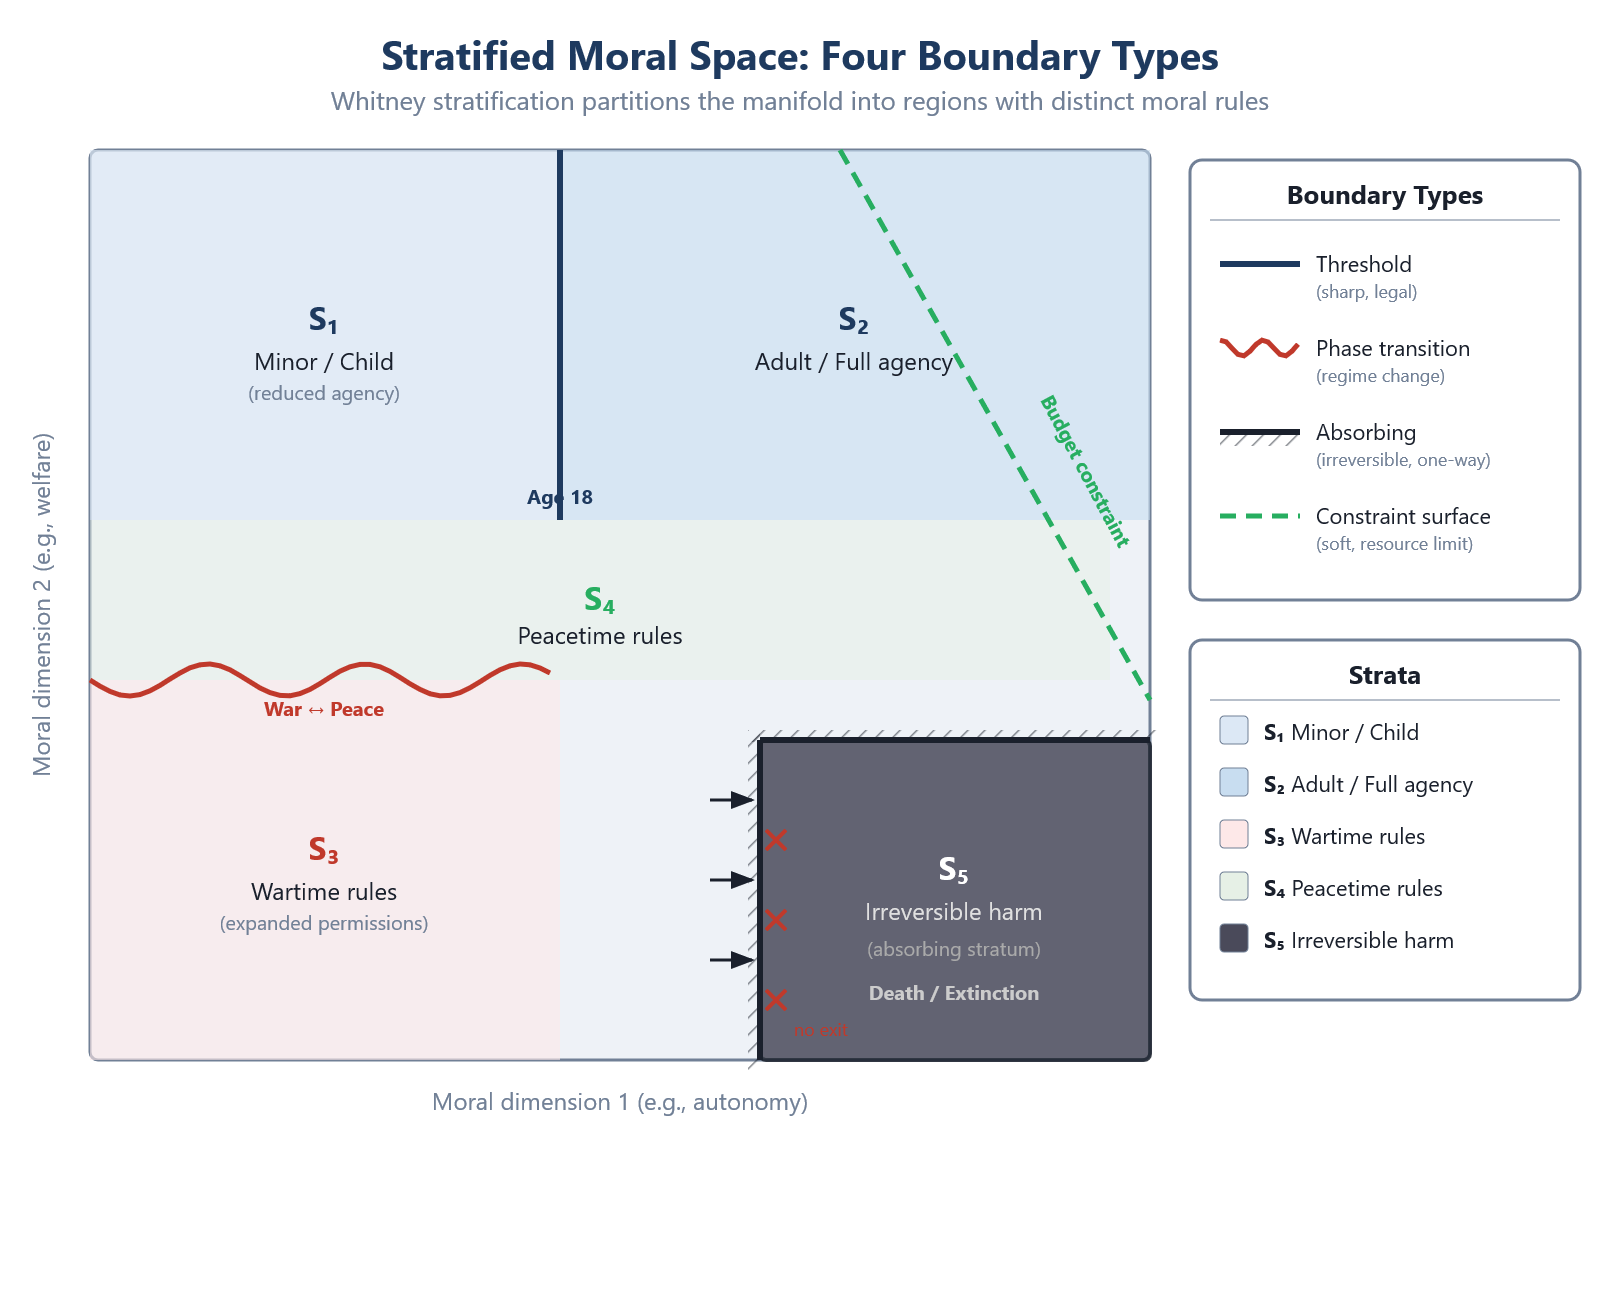 Stratified Moral Space: Four Boundary Types
Whitney stratification partitions the manifold into regions with distinct moral rules
S₁
Minor / Child
(reduced agency)
S₂
Adult / Full agency
Age 18
Budget constraint
S₄
Peacetime rules
War ↔ Peace
S₃
Wartime rules
(expanded permissions)
S₅
Irreversible harm
(absorbing stratum)
Death / Extinction
no exit
Moral dimension 1 (e.g., autonomy)
Moral dimension 2 (e.g., welfare)
Boundary Types
Threshold
(sharp, legal)
Phase transition
(regime change)
Absorbing
(irreversible, one-way)
Constraint surface
(soft, resource limit)
Strata
S₁ Minor / Child
S₂ Adult / Full agency
S₃ Wartime rules
S₄ Peacetime rules
S₅ Irreversible harm